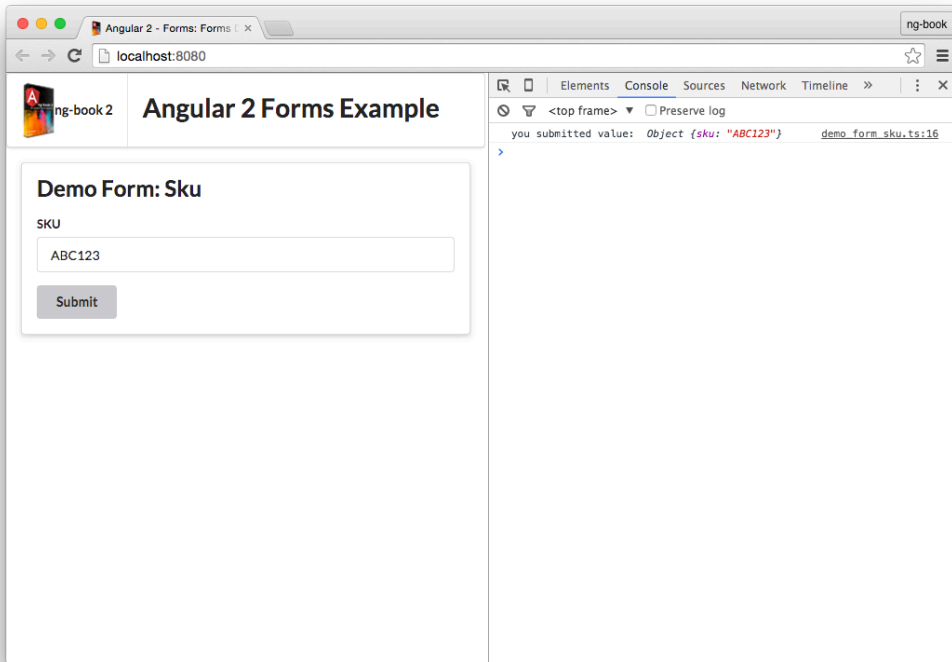 Angular 2 - Forms: Forms
ng-book
localhost:8080
ng-book 2
Angular 2 Forms Example
Demo Form: Sku
SKU
ABC123
Submit
Elements Console Sources Network Timeline »
<top frame> ▼ Preserve log
you submitted value: Object {sku: "ABC123"} demo_form_sku.ts:16
>